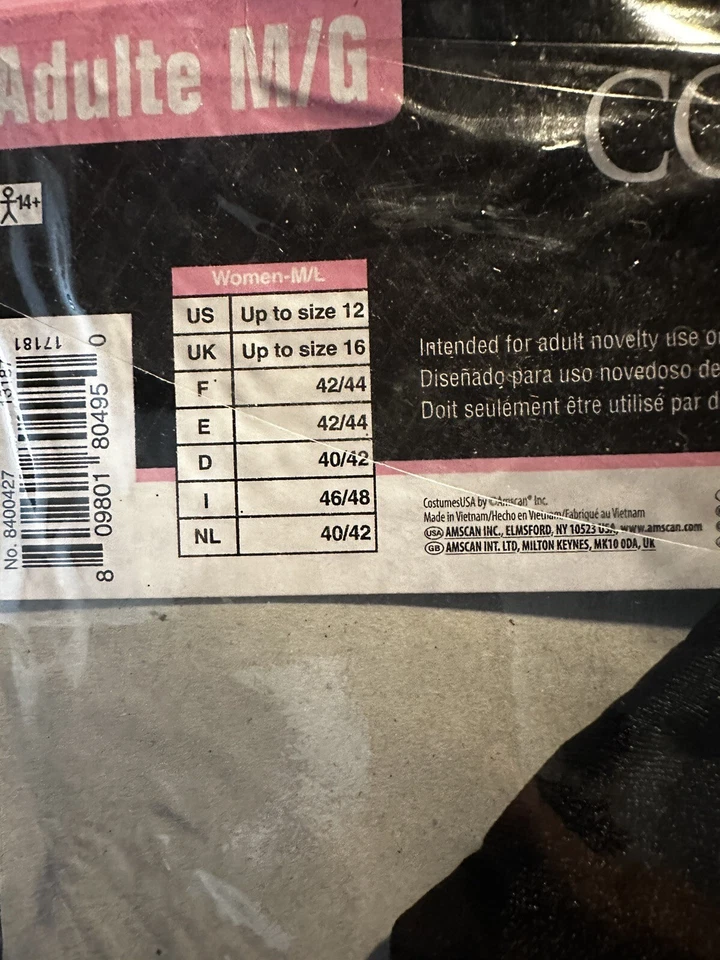 Adulte M/G
CO
14+
Women-M/L
US Up to size 12
UK Up to size 16
F 42/44
E 42/44
D 40/42
I 46/48
NL 40/42
Intended for adult novelty use
Diseñado para uso novedoso de
Doit seulement être utilisé par d
CostumesUSA by ©Amscan® Inc.
Made in Vietnam/Hecho en Vietnam/Fabriqué au Vietnam
USA AMSCAN INC., ELMSFORD, NY 10523 USA, www.amscan.com
GB AMSCAN INT. LTD, MILTON KEYNES, MK10 0DA, UK
17181
No. 8400427
8 09801 80495 0